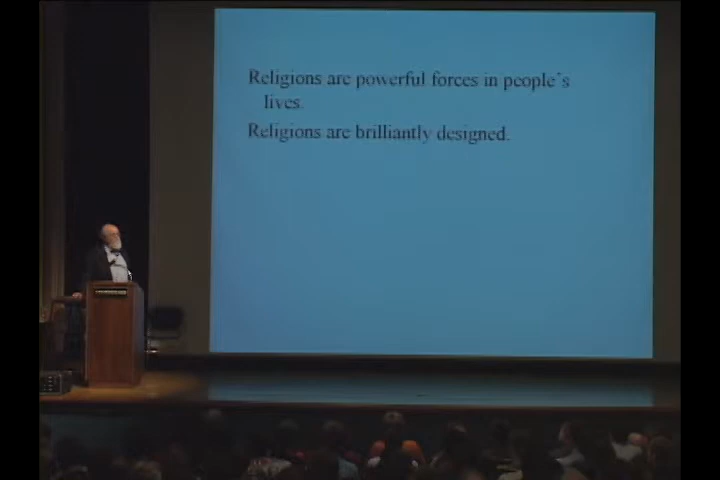 Religions are powerful forces in people's
lives.
Religions are brilliantly designed.